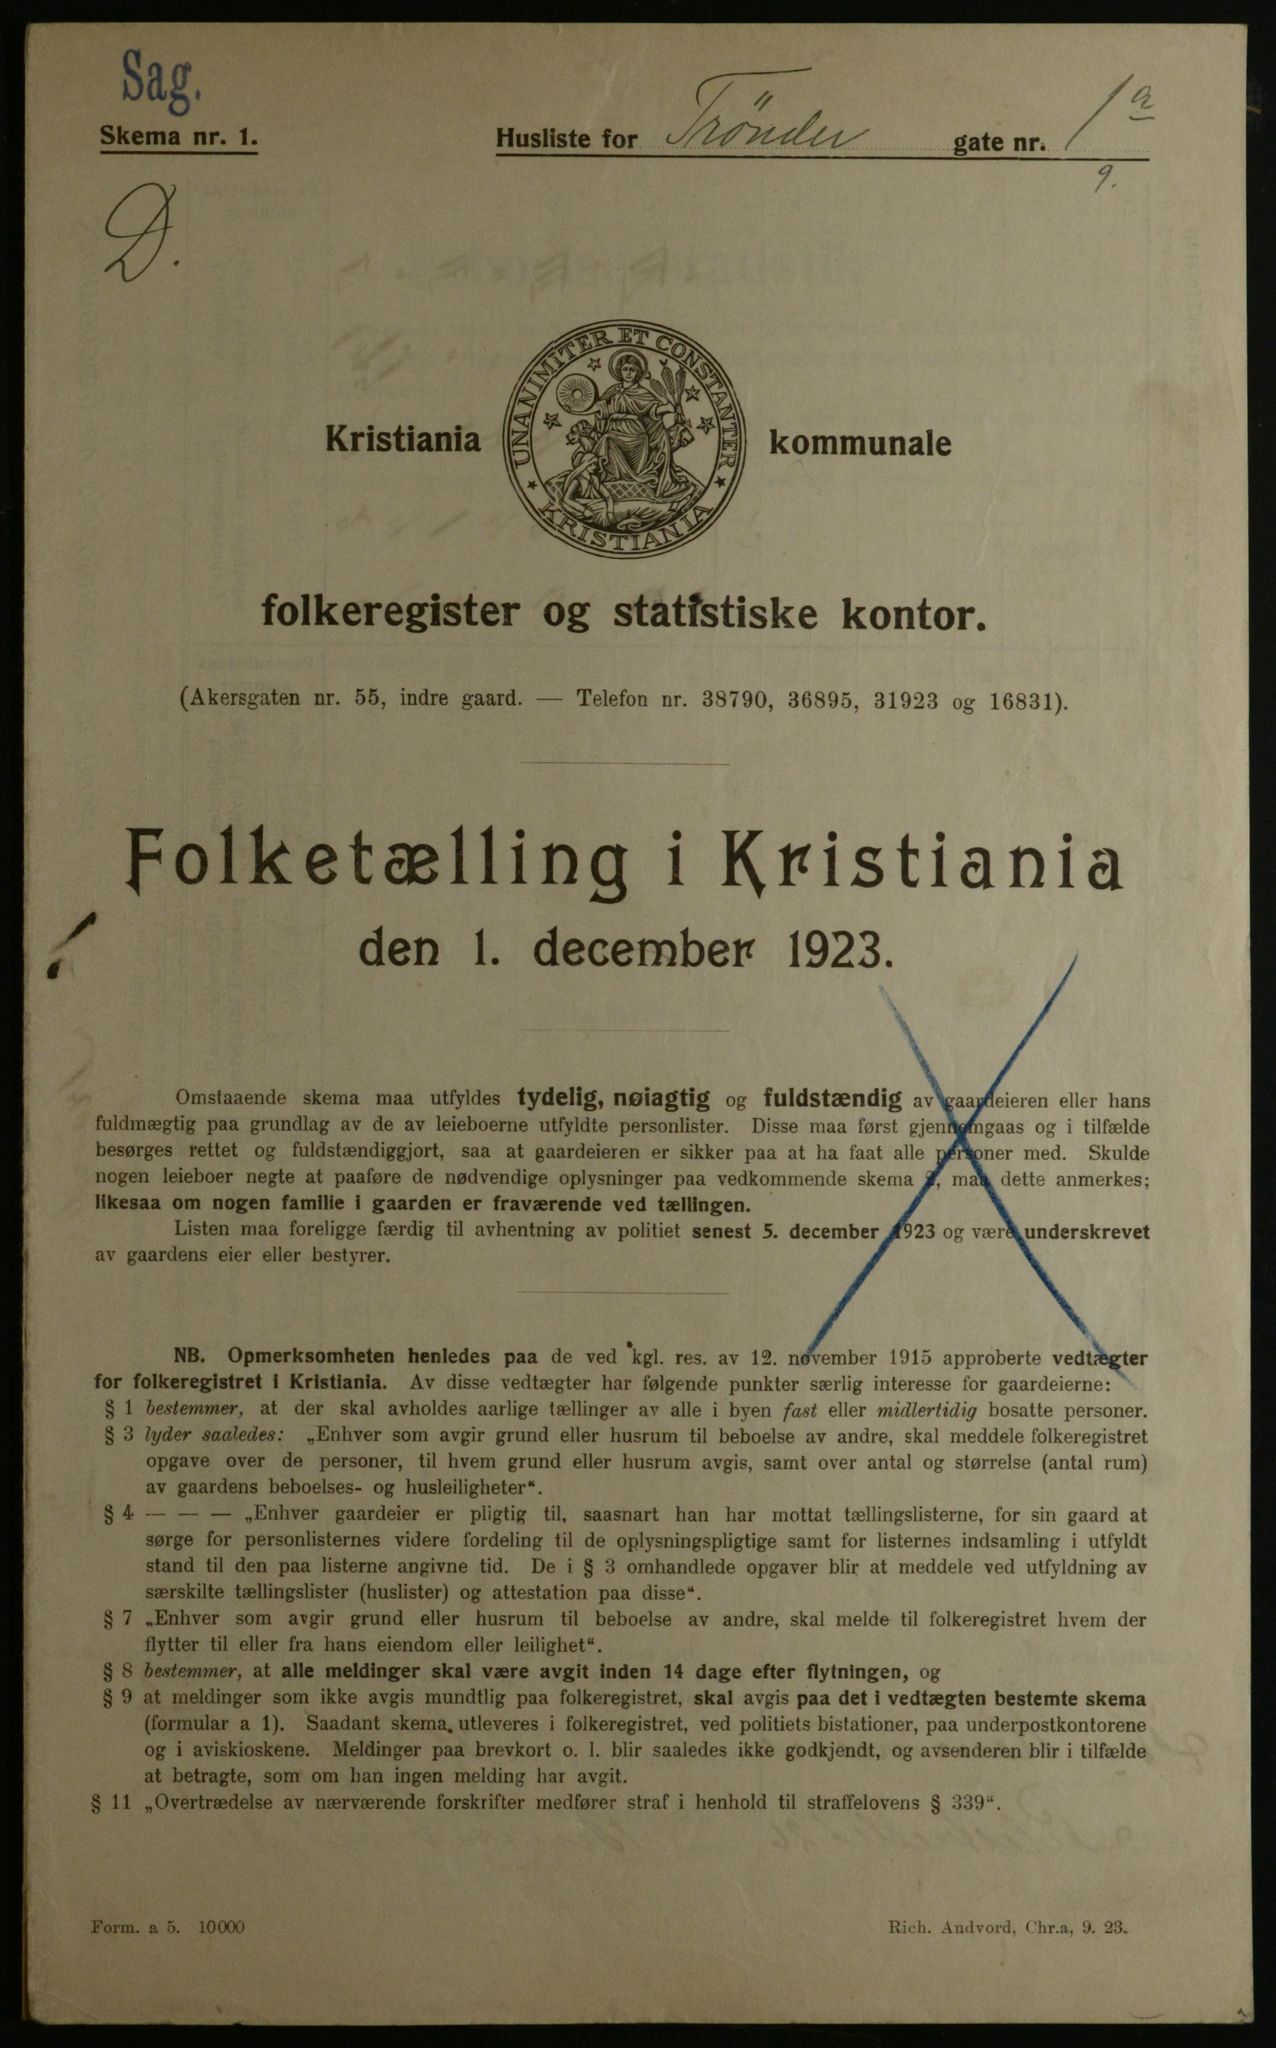 Sag.
Skema nr. 1.
Husliste for Trönder gate nr. 1 a
9.
D.
UNANIMITER ET CONSTANTER
KRISTIANIA
Kristiania kommunale
folkeregister og statistiske kontor.
(Akersgaten nr. 55, indre gaard. — Telefon nr. 38790, 36895, 31923 og 16831).
Folketælling i Kristiania
den 1. december 1923.
Omstaaende skema maa utfyldes tydelig, nøiagtig og fuldstændig av gaardeieren eller hans
fuldmægtig paa grundlag av de av leieboerne utfyldte personlister. Disse maa først gjennemgaas og i tilfælde
besørges rettet og fuldstændiggjort, saa at gaardeieren er sikker paa at ha faat alle personer med. Skulde
nogen leieboer negte at paaføre de nødvendige oplysninger paa vedkommende skema 2, maa dette anmerkes;
likesaa om nogen familie i gaarden er fraværende ved tællingen.
Listen maa foreligge færdig til avhentning av politiet senest 5. december 1923 og være underskrevet
av gaardens eier eller bestyrer.
NB. Opmerksomheten henledes paa de ved kgl. res. av 12. november 1915 approberte vedtægter
for folkeregistret i Kristiania. Av disse vedtægter har følgende punkter særlig interesse for gaardeierne:
§ 1 bestemmer, at der skal avholdes aarlige tællinger av alle i byen fast eller midlertidig bosatte personer.
§ 3 lyder saaledes: „Enhver som avgir grund eller husrum til beboelse av andre, skal meddele folkeregistret
opgave over de personer, til hvem grund eller husrum avgis, samt over antal og størrelse (antal rum)
av gaardens beboelses- og husleiligheter“.
§ 4 — — — „Enhver gaardeier er pligtig til, saasnart han har mottat tællingslisterne, for sin gaard at
sørge for personlisternes videre fordeling til de oplysningspligtige samt for listernes indsamling i utfyldt
stand til den paa listerne angivne tid. De i § 3 omhandlede opgaver blir at meddele ved utfyldning av
særskilte tællingslister (huslister) og attestation paa disse“.
§ 7 „Enhver som avgir grund eller husrum til beboelse av andre, skal melde til folkeregistret hvem der
flytter til eller fra hans eiendom eller leilighet“.
§ 8 bestemmer, at alle meldinger skal være avgit inden 14 dage efter flytningen, og
§ 9 at meldinger som ikke avgis mundtlig paa folkeregistret, skal avgis paa det i vedtægten bestemte skema
(formular a 1). Saadant skema utleveres i folkeregistret, ved politiets bistationer, paa underpostkontorene
og i aviskioskene. Meldinger paa brevkort o. l. blir saaledes ikke godkjendt, og avsenderen blir i tilfælde
at betragte, som om han ingen melding har avgit.
§ 11 „Overtrædelse av nærværende forskrifter medfører straf i henhold til straffelovens § 339“.
Form. a 5. 10000
Rich. Andvord, Chr.a, 9. 23.